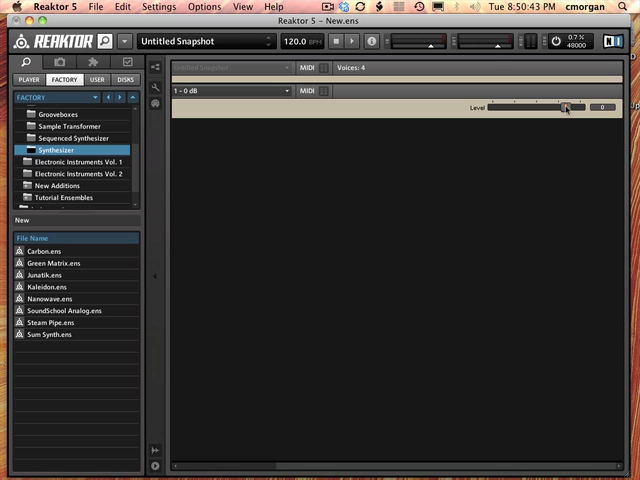 Reaktor 5 File Edit Settings Options View Help Tue 8:50:43 PM cmorgan
Reaktor 5 - New.ens
REAKTOR Untitled Snapshot 120.0 BPM 0.7 % 48000
PLAYER FACTORY USER DISKS
Untitled Snapshot MIDI Voices: 4
FACTORY
1 - 0 dB MIDI
Level 0
Grooveboxes
Sample Transformer
Sequenced Synthesizer
Synthesizer
Electronic Instruments Vol. 1
Electronic Instruments Vol. 2
New Additions
Tutorial Ensembles
New
File Name
Carbon.ens
Green Matrix.ens
Junatik.ens
Kaleidon.ens
Nanowave.ens
SoundSchool Analog.ens
Steam Pipe.ens
Sum Synth.ens